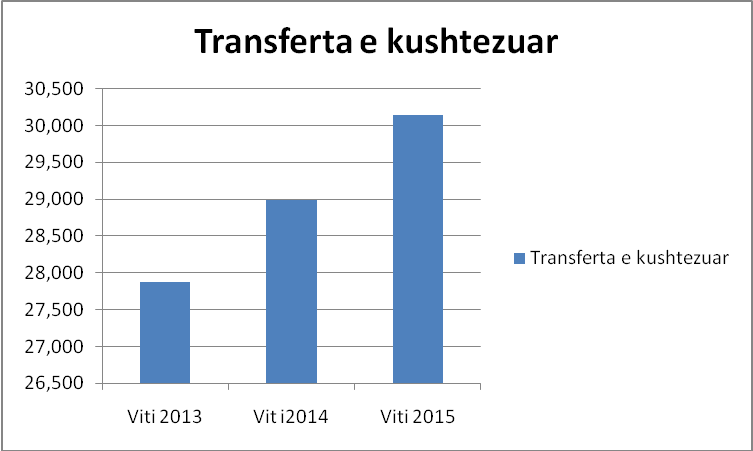 Transferta e kushtezuar
30,500
30,000
29,500
29,000
28,500
28,000
27,500
27,000
26,500
Viti 2013
Vit i2014
Viti 2015
Transferta e kushtezuar